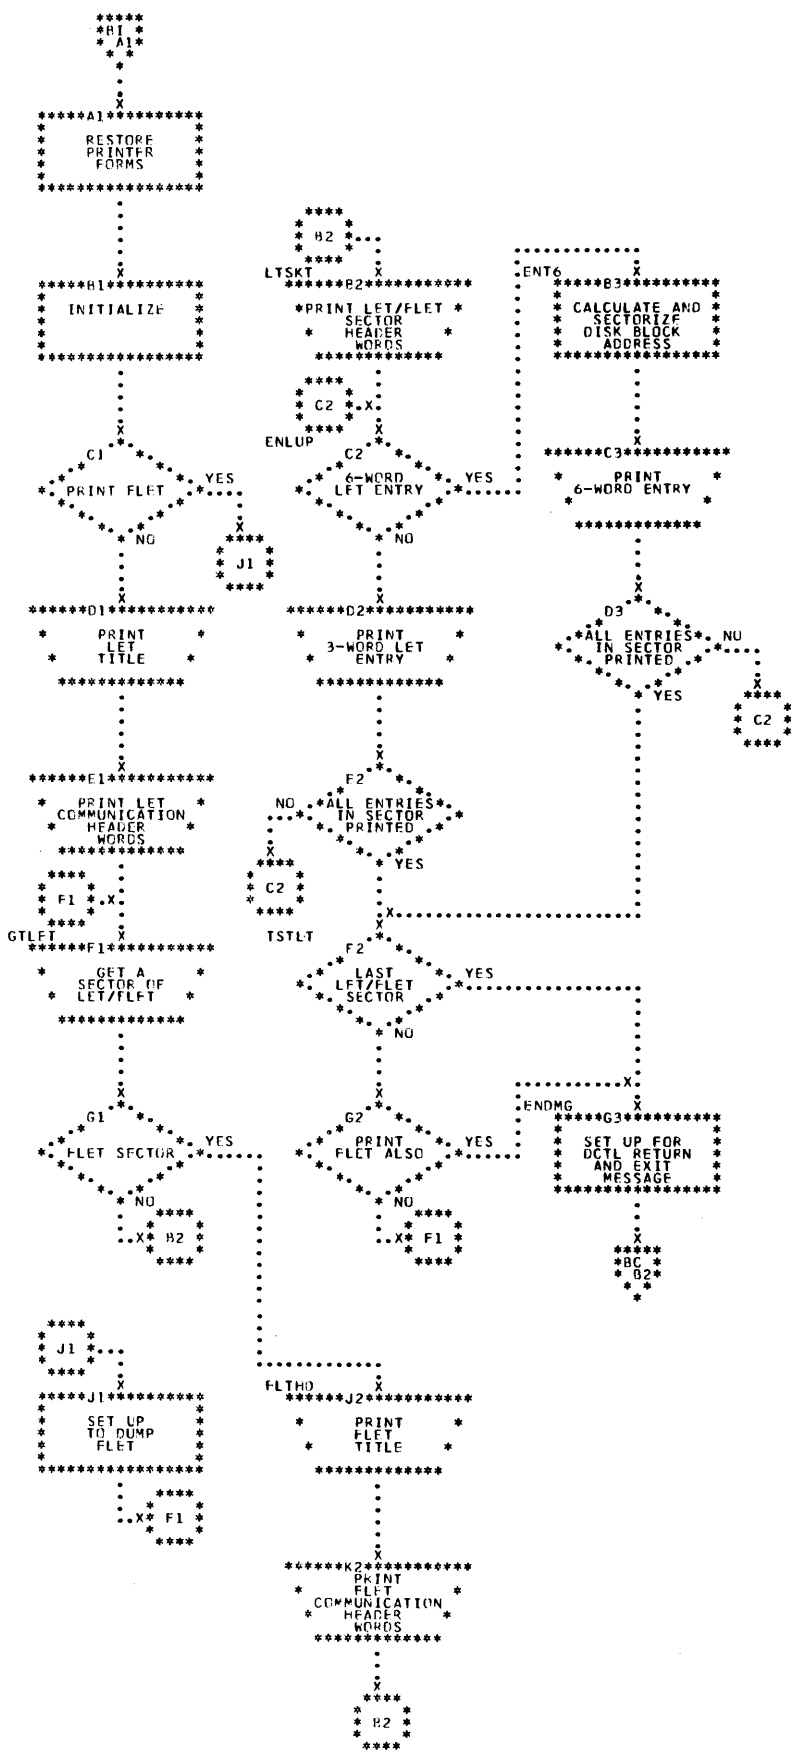 BI
A1
A1
RESTORE
PRINTER
FORMS
B1
INITIALIZE
C1
PRINT FLET
YES
NO
J1
D1
PRINT
LET
TITLE
E1
PRINT LET
COMMUNICATION
HEADER
WORDS
F1
GTLET
F1
GET A
SECTOR OF
LET/FLET
G1
FLET SECTOR
YES
NO
B2
J1
J1
SET UP
TO DUMP
FLET
F1
B2
LTSKT
B2
PRINT LET/FLET
SECTOR
HEADER
WORDS
C2
ENLUP
C2
6-WORD
LET ENTRY
YES
NO
D2
PRINT
3-WORD LET
ENTRY
F2
ALL ENTRIES
IN SECTOR
PRINTED
NO
YES
C2
TSTLT
F2
LAST
LET/FLET
SECTOR
YES
NO
G2
PRINT
FLET ALSO
YES
NO
F1
FLTHD
J2
PRINT
FLET
TITLE
K2
PRINT
FLET
COMMUNICATION
HEADER
WORDS
B2
ENT6
B3
CALCULATE AND
SECTORIZE
DISK BLOCK
ADDRESS
C3
PRINT
6-WORD ENTRY
D3
ALL ENTRIES
IN SECTOR
PRINTED
NO
YES
C2
ENDMG
G3
SET UP FOR
DCTL RETURN
AND EXIT
MESSAGE
BC
B2